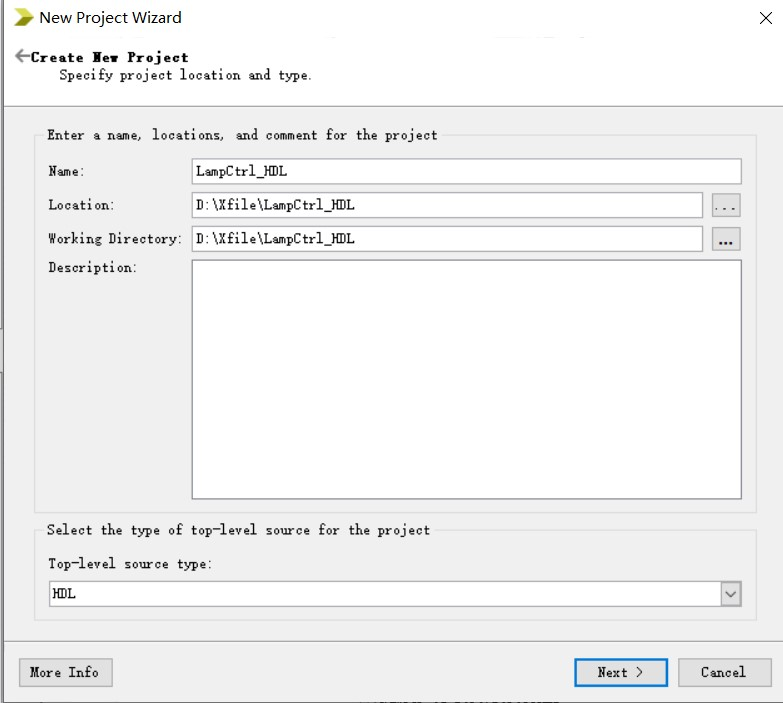 New Project Wizard
Create New Project
Specify project location and type.
Enter a name, locations, and comment for the project
Name: LampCtrl_HDL
Location: D:\Xfile\LampCtrl_HDL ...
Working Directory: D:\Xfile\LampCtrl_HDL ...
Description:
Select the type of top-level source for the project
Top-level source type:
HDL
More Info Next > Cancel